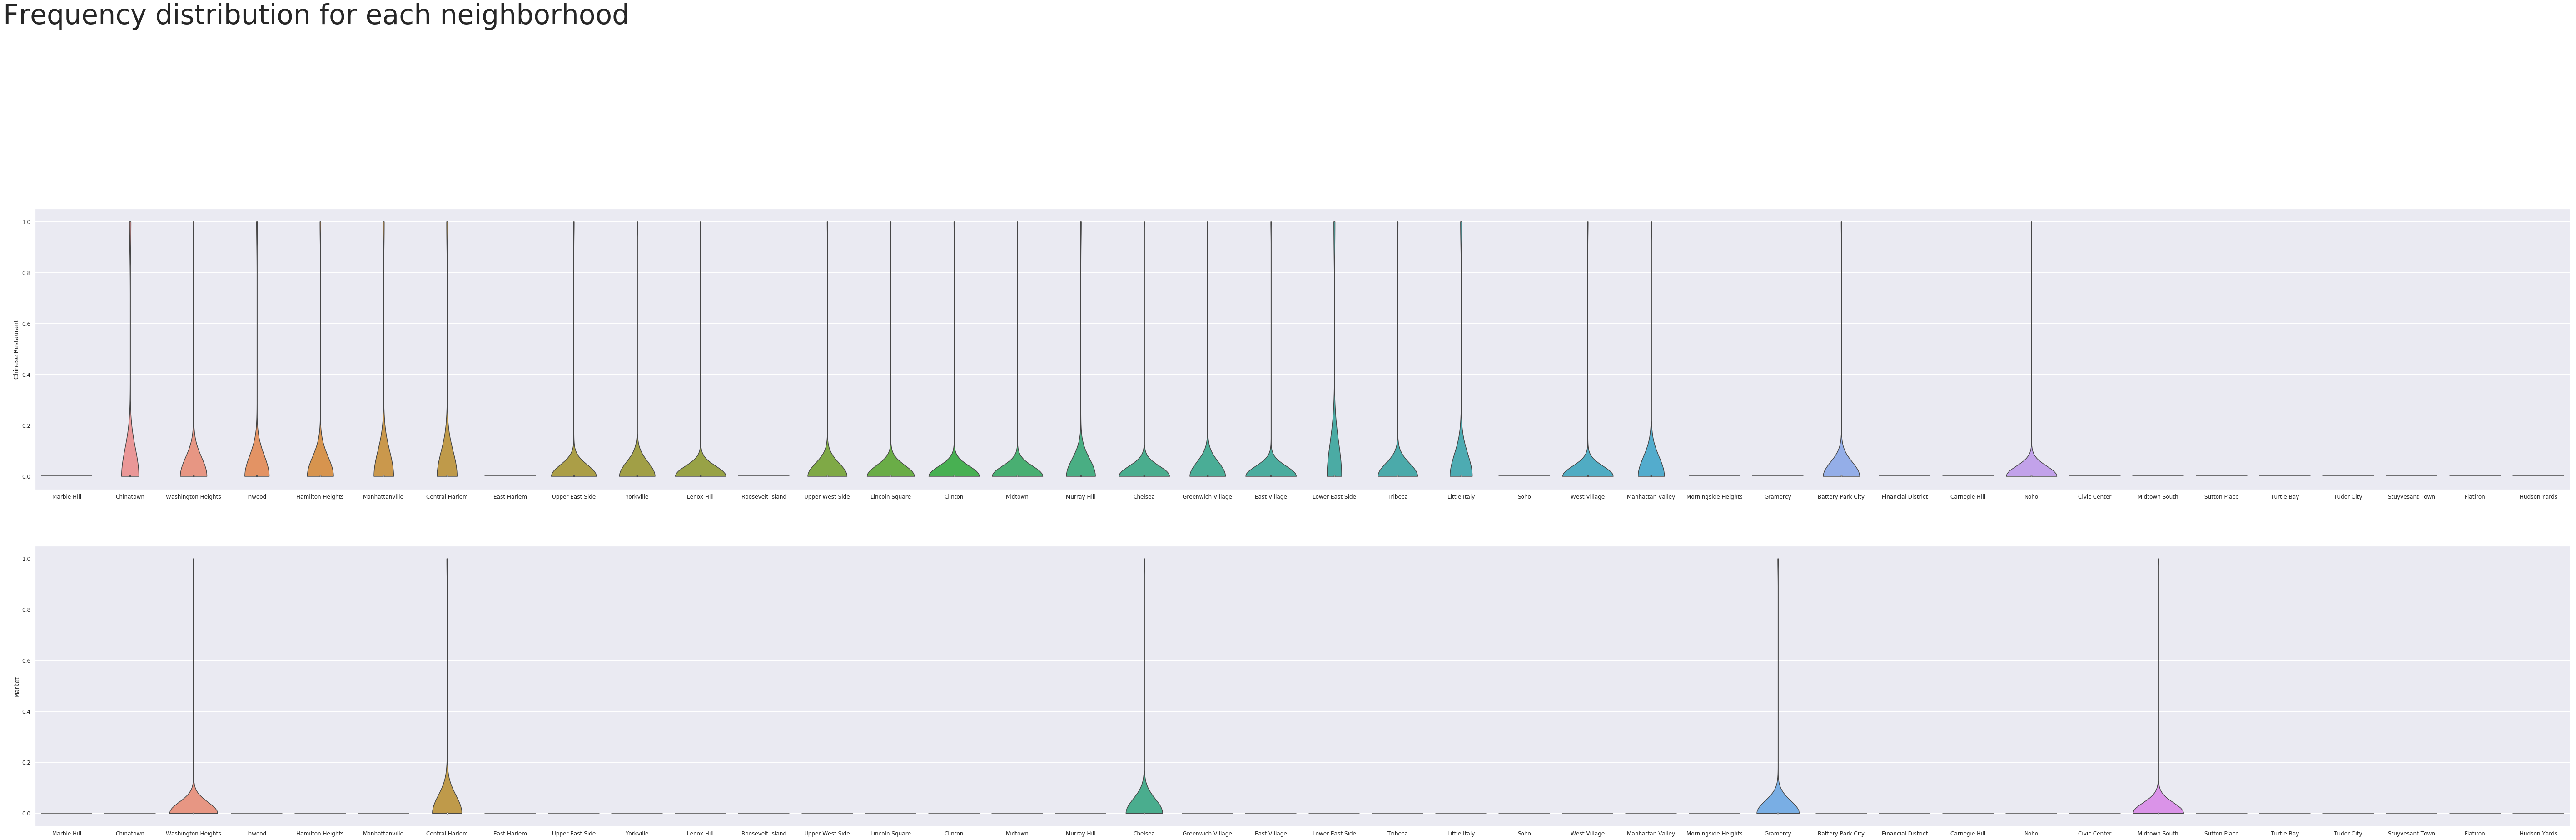 Frequency distribution for each neighborhood
1.0
0.8
0.6
0.4
0.2
0.0
Chinese Restaurant
Marble Hill Chinatown Washington Heights Inwood Hamilton Heights Manhattanville Central Harlem East Harlem Upper East Side Yorkville Lenox Hill Roosevelt Island Upper West Side Lincoln Square Clinton Midtown Murray Hill Chelsea Greenwich Village East Village Lower East Side Tribeca Little Italy Soho West Village Manhattan Valley Morningside Heights Gramercy Battery Park City Financial District Carnegie Hill Noho Civic Center Midtown South Sutton Place Turtle Bay Tudor City Stuyvesant Town Flatiron Hudson Yards
1.0
0.8
0.6
0.4
0.2
0.0
Market
Marble Hill Chinatown Washington Heights Inwood Hamilton Heights Manhattanville Central Harlem East Harlem Upper East Side Yorkville Lenox Hill Roosevelt Island Upper West Side Lincoln Square Clinton Midtown Murray Hill Chelsea Greenwich Village East Village Lower East Side Tribeca Little Italy Soho West Village Manhattan Valley Morningside Heights Gramercy Battery Park City Financial District Carnegie Hill Noho Civic Center Midtown South Sutton Place Turtle Bay Tudor City Stuyvesant Town Flatiron Hudson Yards